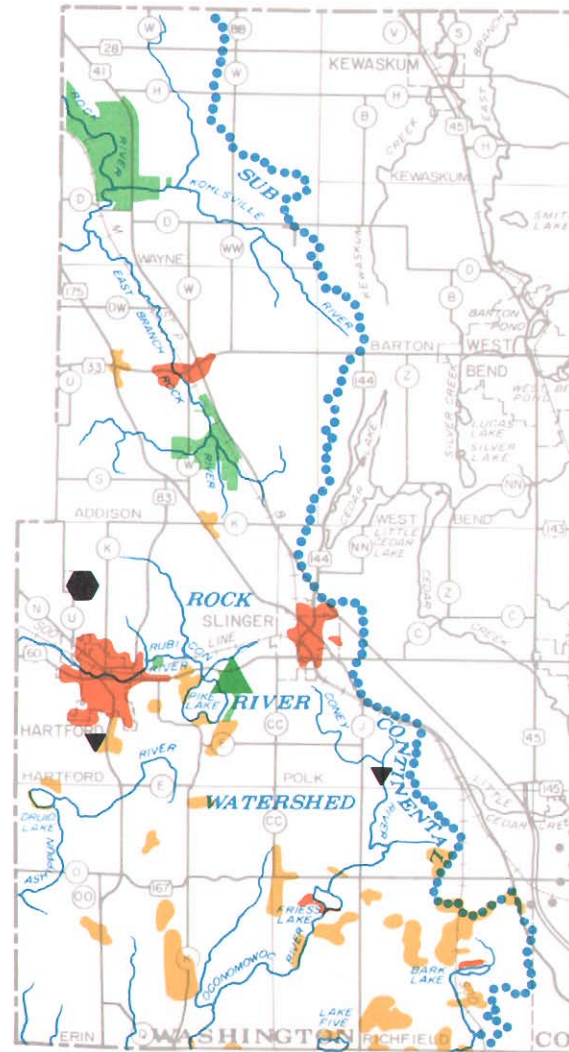 W
BB
V
S
28
W
KEWASKUM
41
H
B
H
ROCK
RIVER
CREEK
EAST
BRANCH
45
H
SUB
KEWASKUM
KOHLSVILLE
SMITH
LAKE
D
D
WAYNE
WW
KEWASKUM
D
175
W
RIVER
B
BARTON
POND
DW
EAST
BRANCH
ROCK
RIVER
BARTON
WEST
BEND
33
U
144
Z
SILVER CREEK
LUCAS
LAKE
SILVER
LAKE
W
CEDAR
LAKE
S
83
NN
ADDISON
K
WEST
BEND
143
LITTLE
CEDAR
LAKE
144
NN
K
CEDAR
CREEK
Z
ROCK
N
U
SLINGER
C
C
SOO
LINE
60
RUBICON
RIVER
PIKE
LAKE
RIVER
CC
CONEY
RIVER
J
CONTINENTAL
HARTFORD
K
45
RIVER
HARTFORD
E
POLK
LITTLE
CEDAR CRE
145
WATERSHED
DRUID
LAKE
CC
ASHIPPUN
O
OO
167
FRIESS
LAKE
OCONOMOWOC
RIVER
K
BARK
LAKE
LAKE
FIVE
ERIN
WASHINGTON
RICHFIELD
CO